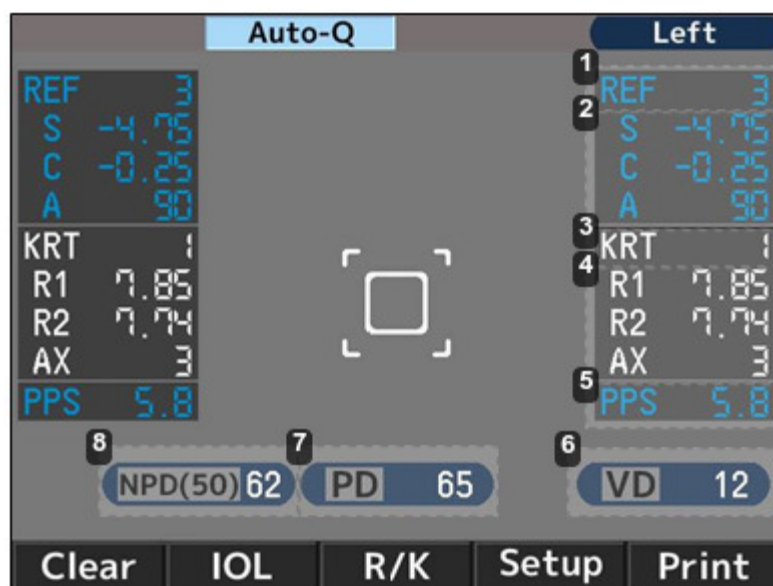 Auto-Q Left
1
REF 3 REF 3
2
S -4.75 S -4.75
C -0.25 C -0.25
A 90 A 90
3
KRT 1 KRT 1
4
R1 7.85 R1 7.85
R2 7.74 R2 7.74
AX 3 AX 3
5
PPS 5.8 PPS 5.8
8 7 6
NPD(50) 62 PD 65 VD 12
Clear IOL R/K Setup Print